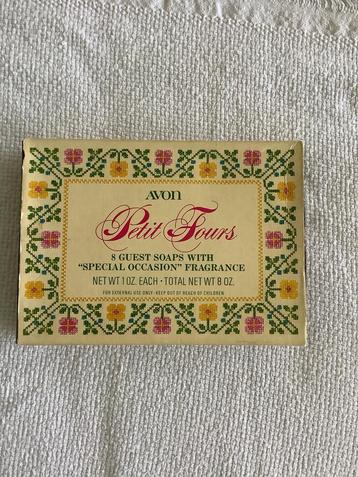 AVON
Petit Fours
8 GUEST SOAPS WITH
"SPECIAL OCCASION" FRAGRANCE
NET WT 1 OZ. EACH • TOTAL NET WT 8 OZ.
FOR EXTERNAL USE ONLY • KEEP OUT OF REACH OF CHILDREN